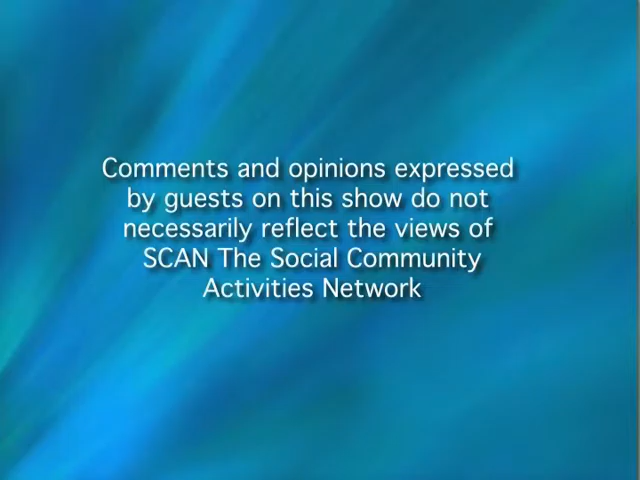 Comments and opinions expressed
by guests on this show do not
necessarily reflect the views of
SCAN The Social Community
Activities Network